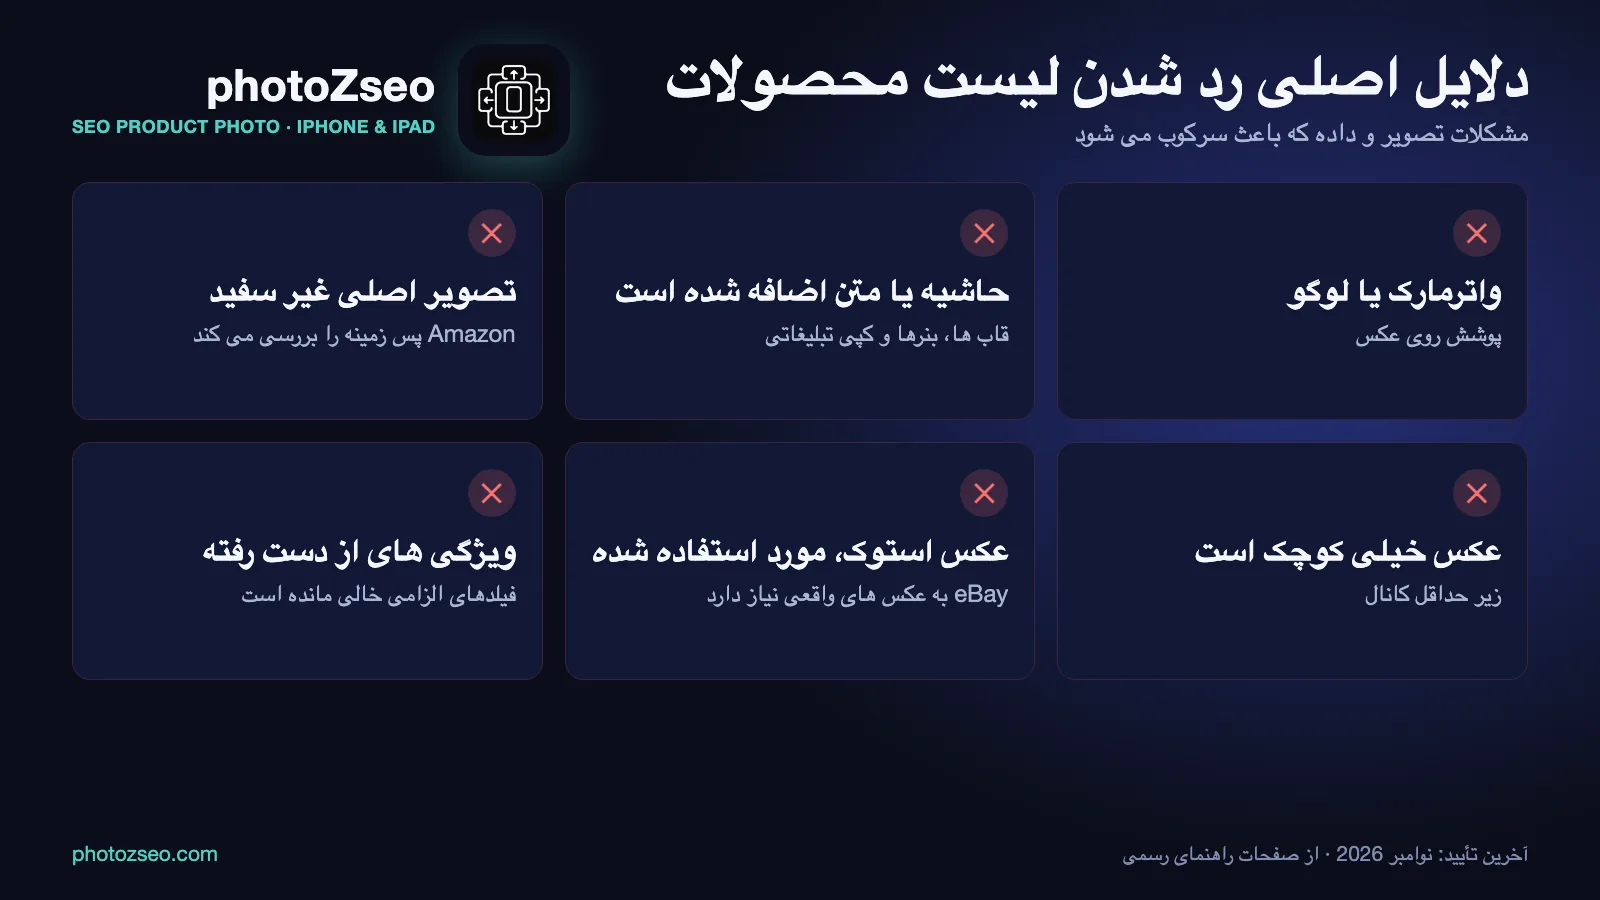 دلایل اصلی رد شدن لیست محصولات
مشکلات تصویر و داده که باعث سرکوب می شود
photoZseo
SEO PRODUCT PHOTO · IPHONE & IPAD
واترمارک یا لوگو
پوشش روی عکس
حاشیه یا متن اضافه شده است
قاب ها، بنرها و کپی تبلیغاتی
تصویر اصلی غیر سفید
Amazon پس زمینه را بررسی می کند
عکس خیلی کوچک است
زیر حداقل کانال
عکس استوک، مورد استفاده شده
eBay به عکس های واقعی نیاز دارد
ویژگی های از دست رفته
فیلدهای الزامی خالی مانده است
آخرین تأیید: نوامبر 2026 · از صفحات راهنمای رسمی
photozseo.com